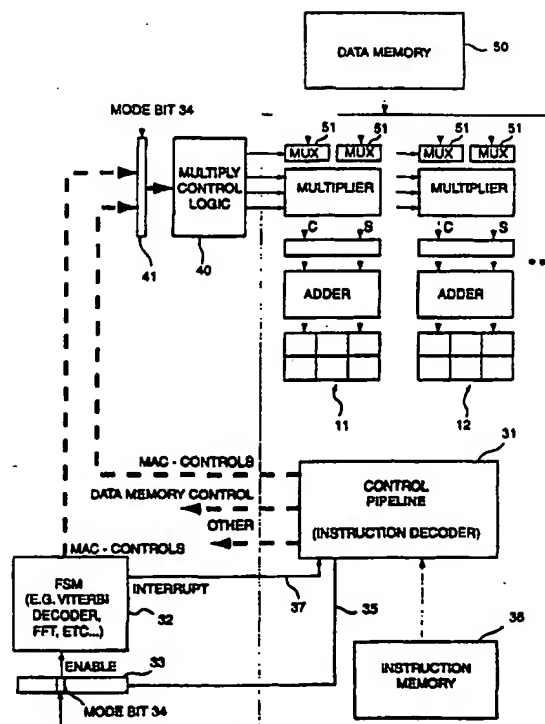 DATA MEMORY
50
MODE BIT 34
51 51 51 51
MUX MUX MUX MUX
MULTIPLY CONTROL LOGIC
MULTIPLIER MULTIPLIER
C S C S
41
40
ADDER ADDER
11
12
31
MAC - CONTROLS
DATA MEMORY CONTROL
OTHER
CONTROL PIPELINE
(INSTRUCTION DECODER)
MAC - CONTROLS
FSM
(E.G. VITERBI
DECODER,
FFT, ETC...)
INTERRUPT
32
37
35
36
ENABLE
33
MODE BIT 34
INSTRUCTION
MEMORY